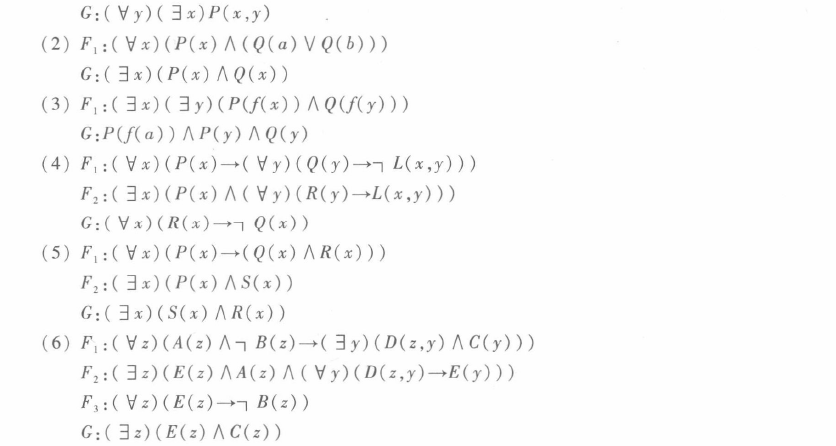 G:(∀y)(∃x)P(x,y)
(2) F₁:(∀x)(P(x)∧(Q(a)∨Q(b)))
G:(∃x)(P(x)∧Q(x))
(3) F₁:(∃x)(∃y)(P(f(x))∧Q(f(y)))
G:P(f(a))∧P(y)∧Q(y)
(4) F₁:(∀x)(P(x)→(∀y)(Q(y)→¬L(x,y)))
F₂:(∃x)(P(x)∧(∀y)(R(y)→L(x,y)))
G:(∀x)(R(x)→¬Q(x))
(5) F₁:(∀x)(P(x)→(Q(x)∧R(x)))
F₂:(∃x)(P(x)∧S(x))
G:(∃x)(S(x)∧R(x))
(6) F₁:(∀z)(A(z)∧¬B(z)→(∃y)(D(z,y)∧C(y)))
F₂:(∃z)(E(z)∧A(z)∧(∀y)(D(z,y)→E(y)))
F₃:(∀z)(E(z)→¬B(z))
G:(∃z)(E(z)∧C(z))